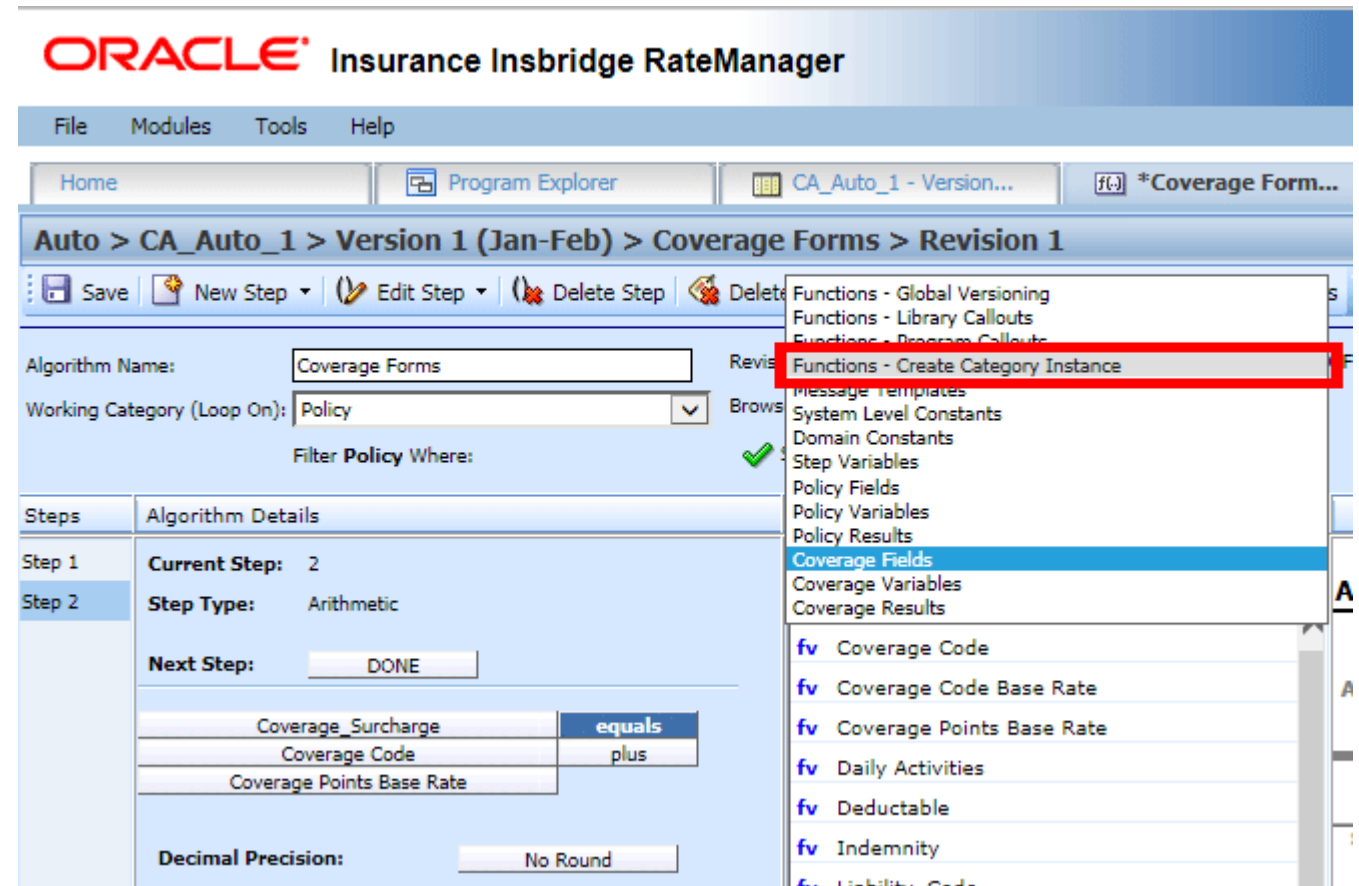 ORACLE Insurance Insbridge RateManager
File Modules Tools Help
Home Program Explorer CA_Auto_1 - Version... f(.) *Coverage Form...
Auto > CA_Auto_1 > Version 1 (Jan-Feb) > Coverage Forms > Revision 1
Save New Step Edit Step Delete Step
Functions - Global Versioning
Functions - Library Callouts
Functions - Program Callouts
Algorithm Name: Coverage Forms
Functions - Create Category Instance
Message Templates
Working Category (Loop On): Policy
System Level Constants
Domain Constants
Filter Policy Where:
Step Variables
Policy Fields
Policy Variables
Policy Results
Coverage Fields
Coverage Variables
Coverage Results
Steps Algorithm Details
Step 1 Current Step: 2
Step 2 Step Type: Arithmetic
Next Step: DONE
Coverage_Surcharge equals
Coverage Code plus
Coverage Points Base Rate
Decimal Precision: No Round
fv Coverage Code
fv Coverage Code Base Rate
fv Coverage Points Base Rate
fv Daily Activities
fv Deductable
fv Indemnity